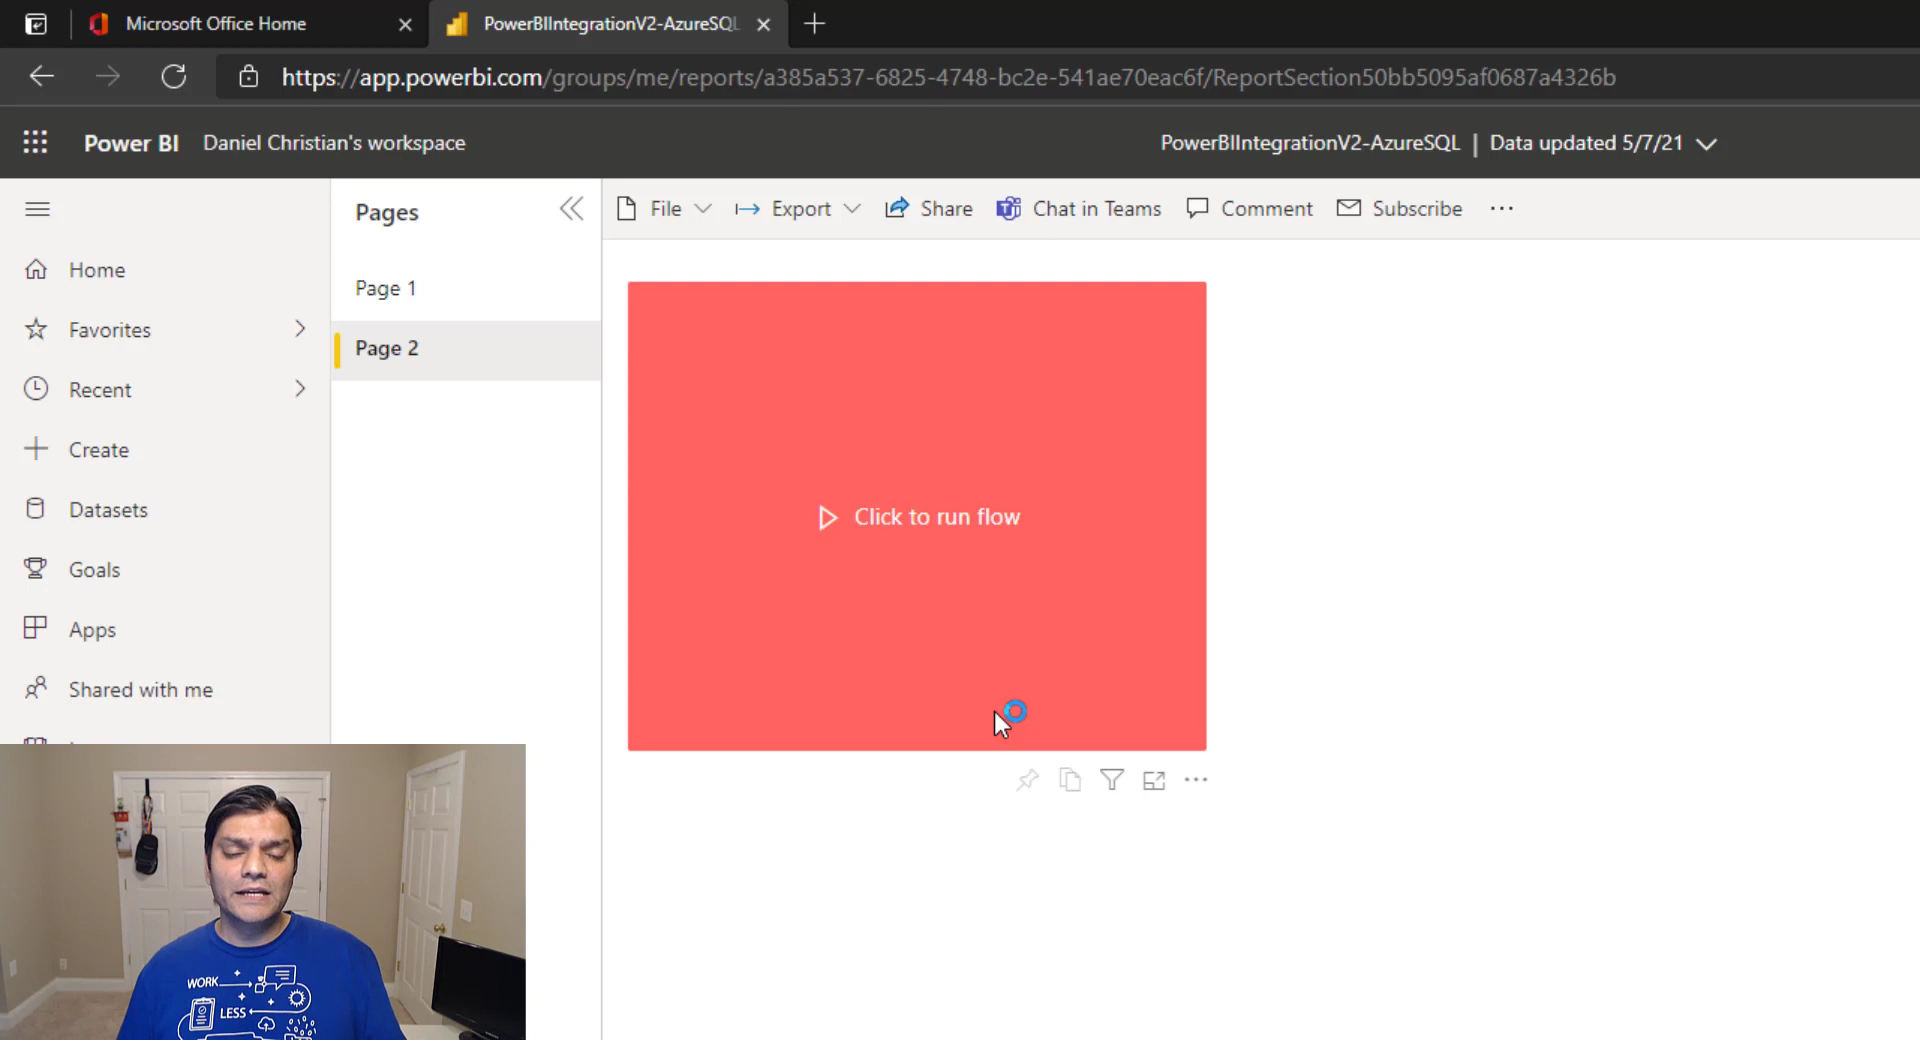 Microsoft Office Home
PowerBIIntegrationV2-AzureSQL
https://app.powerbi.com/groups/me/reports/a385a537-6825-4748-bc2e-541ae70eac6f/ReportSection50bb5095af0687a4326b
Power BI Daniel Christian's workspace
PowerBIIntegrationV2-AzureSQL | Data updated 5/7/21
Pages
File
Export
Share
Chat in Teams
Comment
Subscribe
Home
Favorites
Recent
Create
Datasets
Goals
Apps
Shared with me
Page 1
Page 2
Click to run flow
WORK
LESS